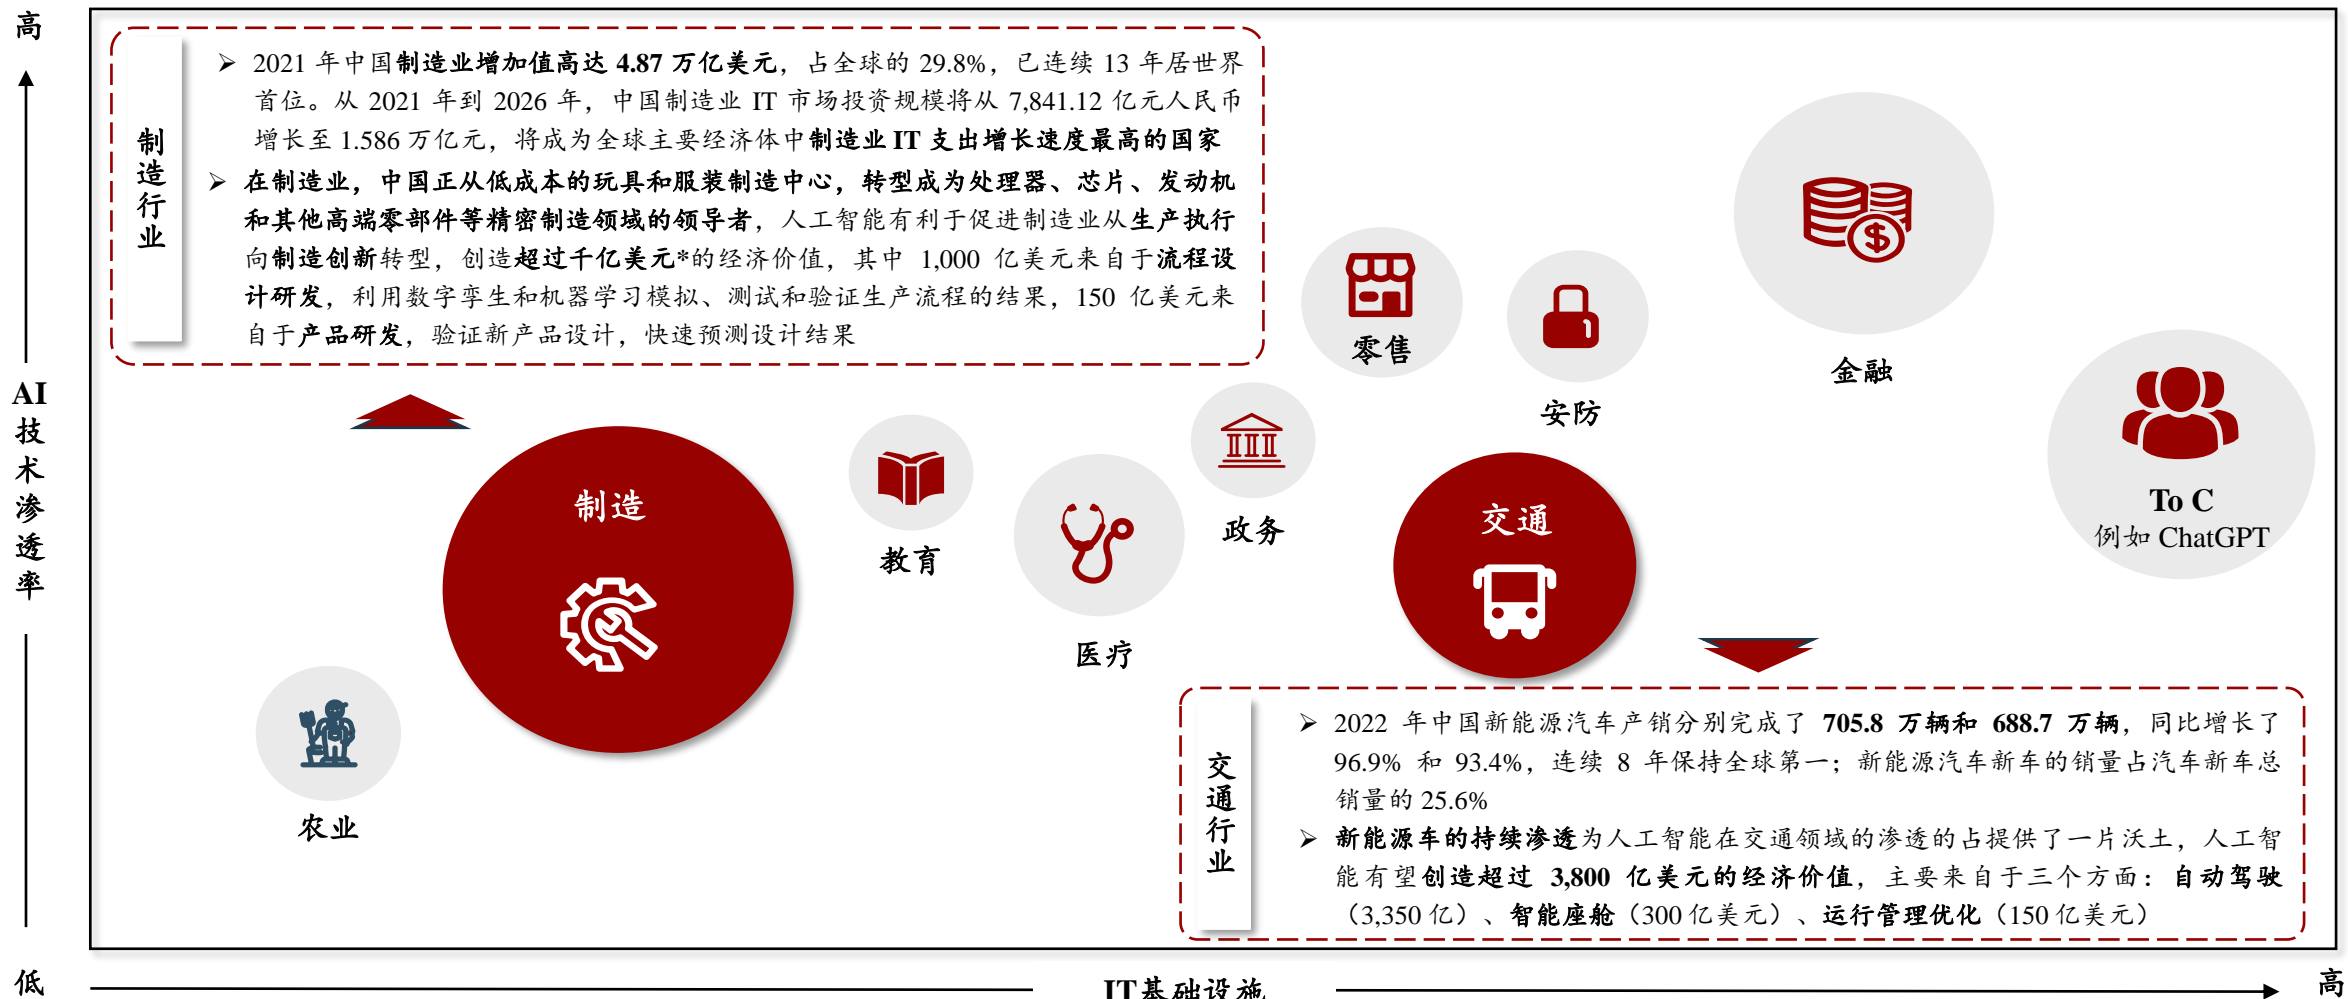 高
AI技术渗透率
低
制造行业
➢ 2021 年中国制造业增加值高达 4.87 万亿美元，占全球的 29.8%，已连续 13 年居世界
首位。从 2021 年到 2026 年，中国制造业 IT 市场投资规模将从 7,841.12 亿元人民币
增长至 1.586 万亿元，将成为全球主要经济体中制造业 IT 支出增长速度最高的国家
➢ 在制造业，中国正从低成本的玩具和服装制造中心，转型成为处理器、芯片、发动机
和其他高端零部件等精密制造领域的领导者，人工智能有利于促进制造业从生产执行
向制造创新转型，创造超过千亿美元*的经济价值，其中 1,000 亿美元来自于流程设
计研发，利用数字孪生和机器学习模拟、测试和验证生产流程的结果，150 亿美元来
自于产品研发，验证新产品设计，快速预测设计结果
零售
安防
金融
To C
例如 ChatGPT
制造
教育
医疗
政务
交通
农业
交通行业
➢ 2022 年中国新能源汽车产销分别完成了 705.8 万辆和 688.7 万辆，同比增长了
96.9% 和 93.4%，连续 8 年保持全球第一；新能源汽车新车的销量占汽车新车总
销量的 25.6%
➢ 新能源车的持续渗透为人工智能在交通领域的渗透的占提供了一片沃土，人工智
能有望创造超过 3,800 亿美元的经济价值，主要来自于三个方面：自动驾驶
（3,350 亿）、智能座舱（300 亿美元）、运行管理优化（150 亿美元）
IT基础设施
高